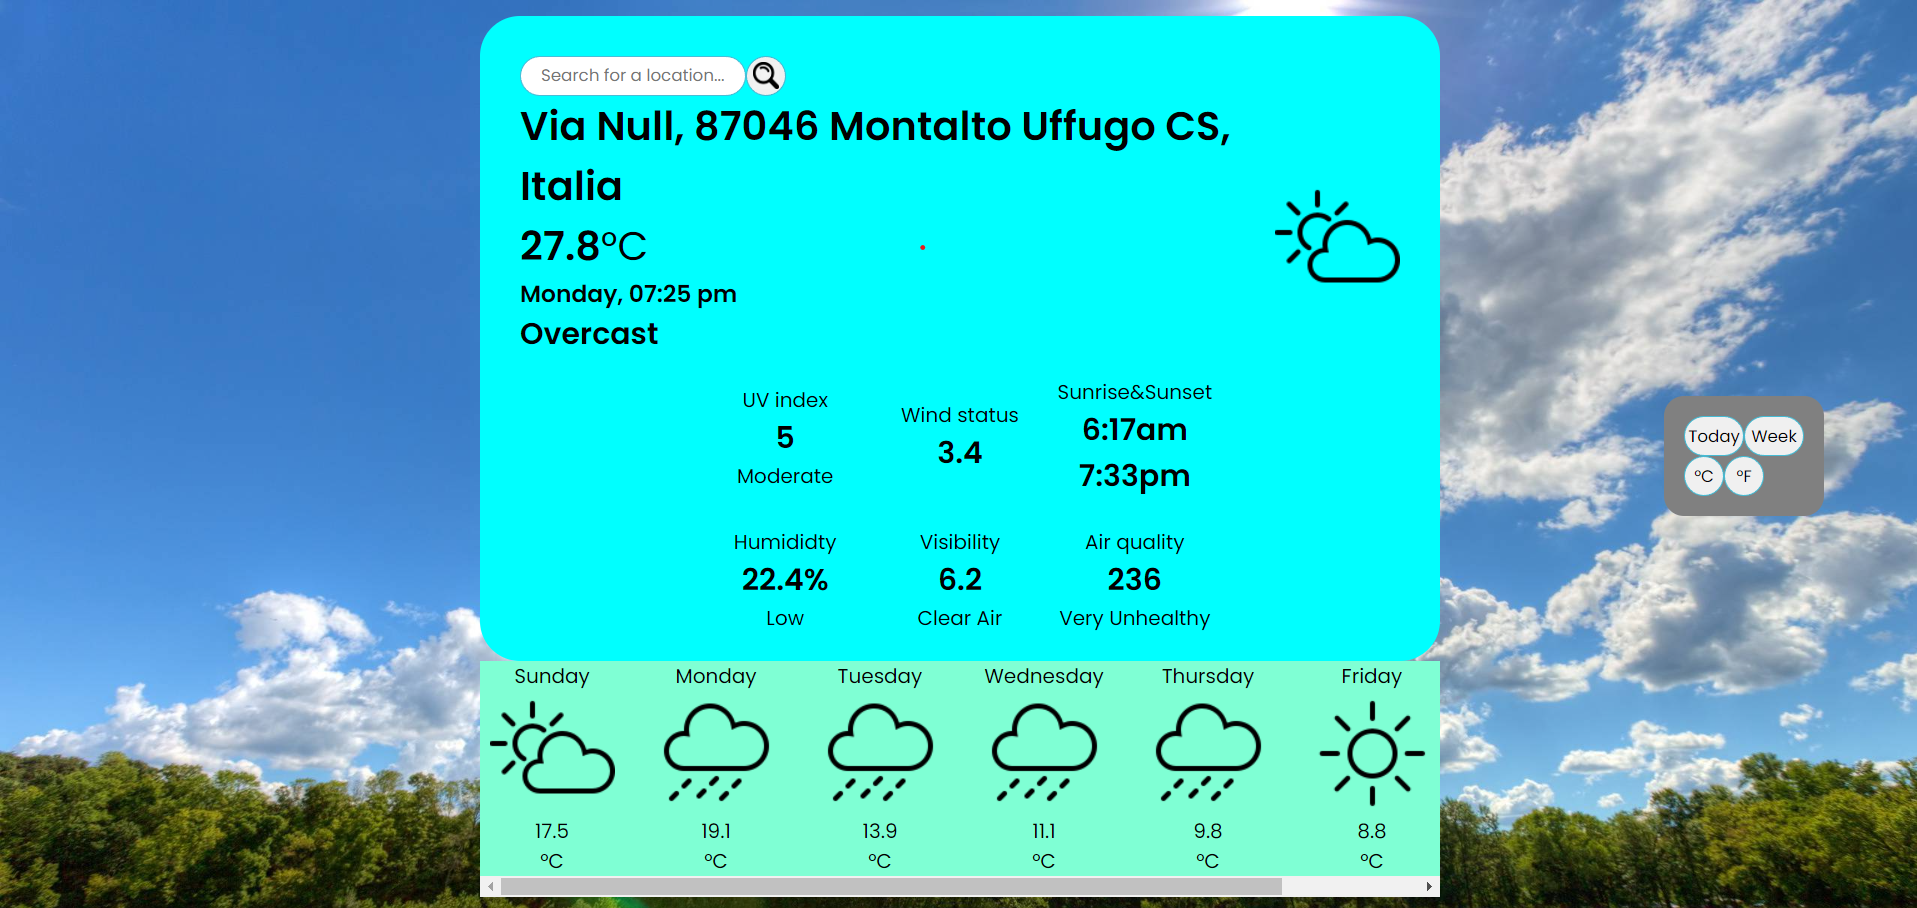 Search for a location...
Via Null, 87046 Montalto Uffugo CS,
Italia
27.8°C
Monday, 07:25 pm
Overcast
UV index
5
Moderate
Wind status
3.4
Sunrise&Sunset
6:17am
7:33pm
Humididty
22.4%
Low
Visibility
6.2
Clear Air
Air quality
236
Very Unhealthy
Today Week
°C °F
Sunday Monday Tuesday Wednesday Thursday Friday
17.5 19.1 13.9 11.1 9.8 8.8
°C °C °C °C °C °C